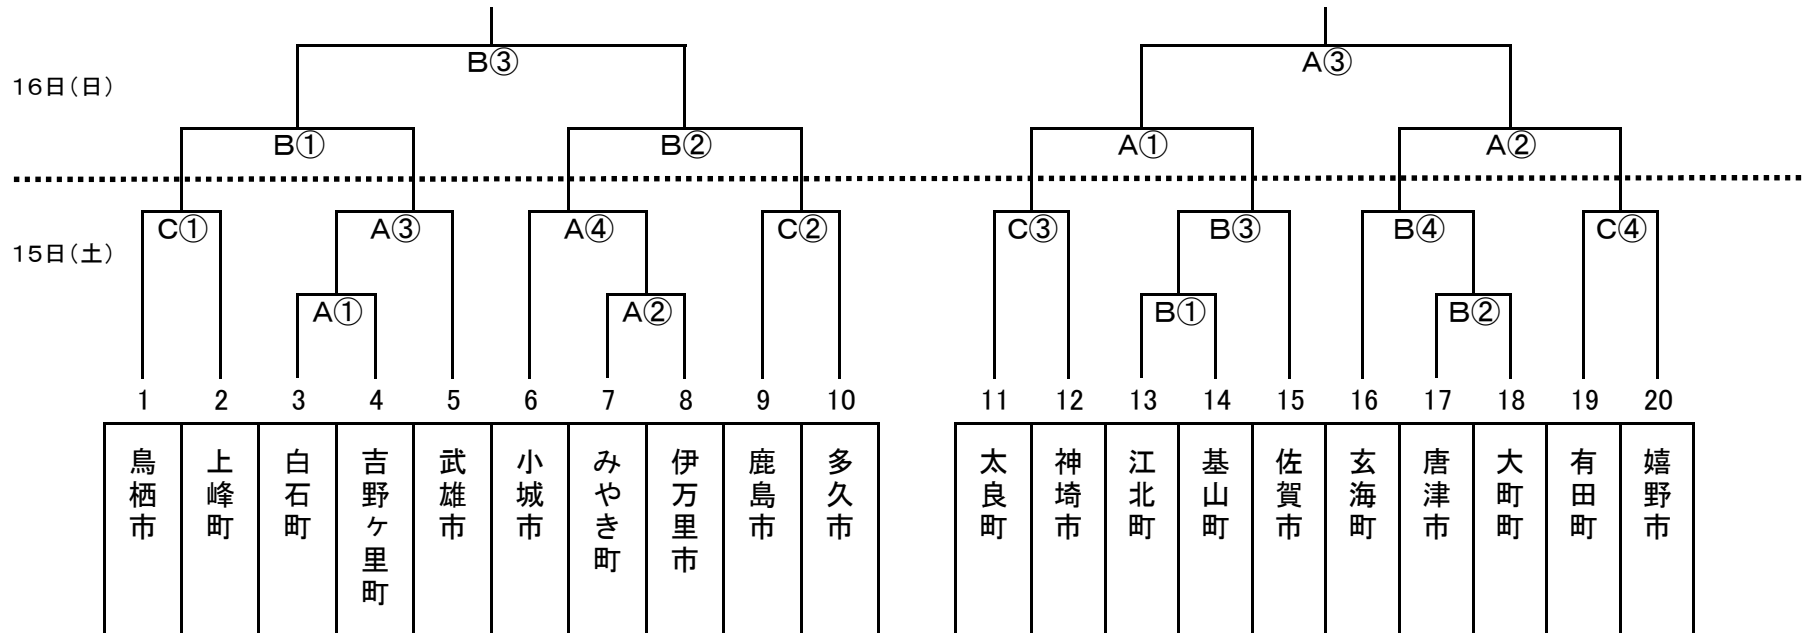 B③ A③
16日(日)
B① B② A① A②
C① A③ A④ C② C③ B③ B④ C④
15日(土)
A① A② B① B②
1 2 3 4 5 6 7 8 9 10 11 12 13 14 15 16 17 18 19 20
鳥栖市
上峰町
白石町
吉野ヶ里町
武雄市
小城市
みやき町
伊万里市
鹿島市
多久市
太良町
神埼市
江北町
基山町
佐賀市
玄海町
唐津市
大町町
有田町
嬉野市